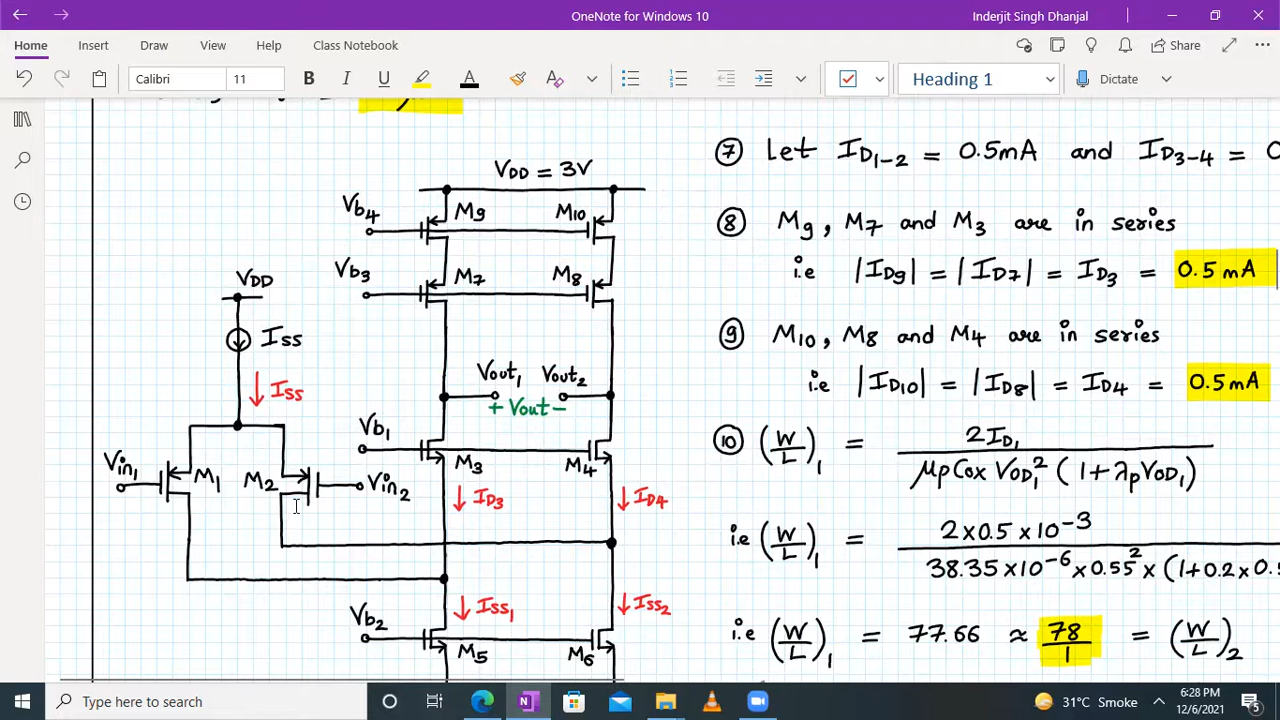 OneNote for Windows 10
Inderjit Singh Dhanjal
Home Insert Draw View Help Class Notebook
Share
Calibri 11 B I U A Heading 1 Dictate
VDD = 3V
Vb4 M9 M10
Vb3 M7 M8
VDD
ISS
ISS
Vout1 Vout2
+ Vout -
Vb1 M3 M4
Vin1 M1 M2 Vin2
ID3 ID4
ISS1 ISS2
Vb2 M5 M6
⑦ Let ID1-2 = 0.5mA and ID3-4 =
⑧ M9, M7 and M3 are in series
i.e |ID9| = |ID7| = ID3 = 0.5 mA
⑨ M10, M8 and M4 are in series
i.e |ID10| = |ID8| = ID4 = 0.5mA
⑩ (W/L)1 = 2ID1 / μpCox VOD1² (1+λpVOD1)
i.e (W/L)1 = 2×0.5×10⁻³ / 38.35×10⁻⁶×0.55²×(1+0.2×0.5
i.e (W/L)1 = 77.66 ≈ 78/1 = (W/L)2
Type here to search
31°C Smoke
6:28 PM
12/6/2021
5